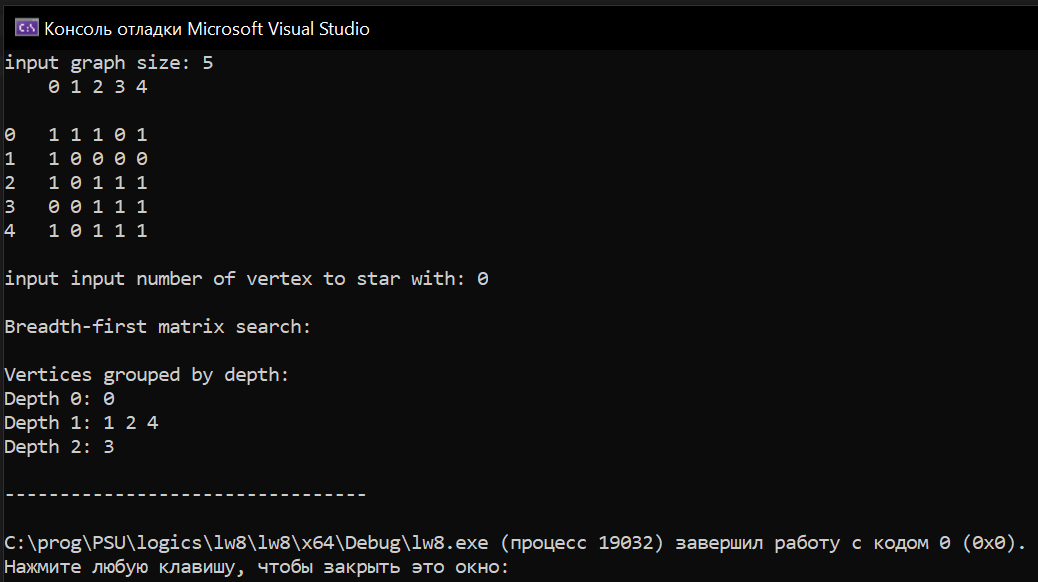 Консоль отладки Microsoft Visual Studio
input graph size: 5
    0 1 2 3 4
0   1 1 1 0 1
1   1 0 0 0 0
2   1 0 1 1 1
3   0 0 1 1 1
4   1 0 1 1 1
input input number of vertex to star with: 0
Breadth-first matrix search:
Vertices grouped by depth:
Depth 0: 0
Depth 1: 1 2 4
Depth 2: 3
---------------------------------
C:\prog\PSU\logics\lw8\lw8\x64\Debug\lw8.exe (процесс 19032) завершил работу с кодом 0 (0x0).
Нажмите любую клавишу, чтобы закрыть это окно: